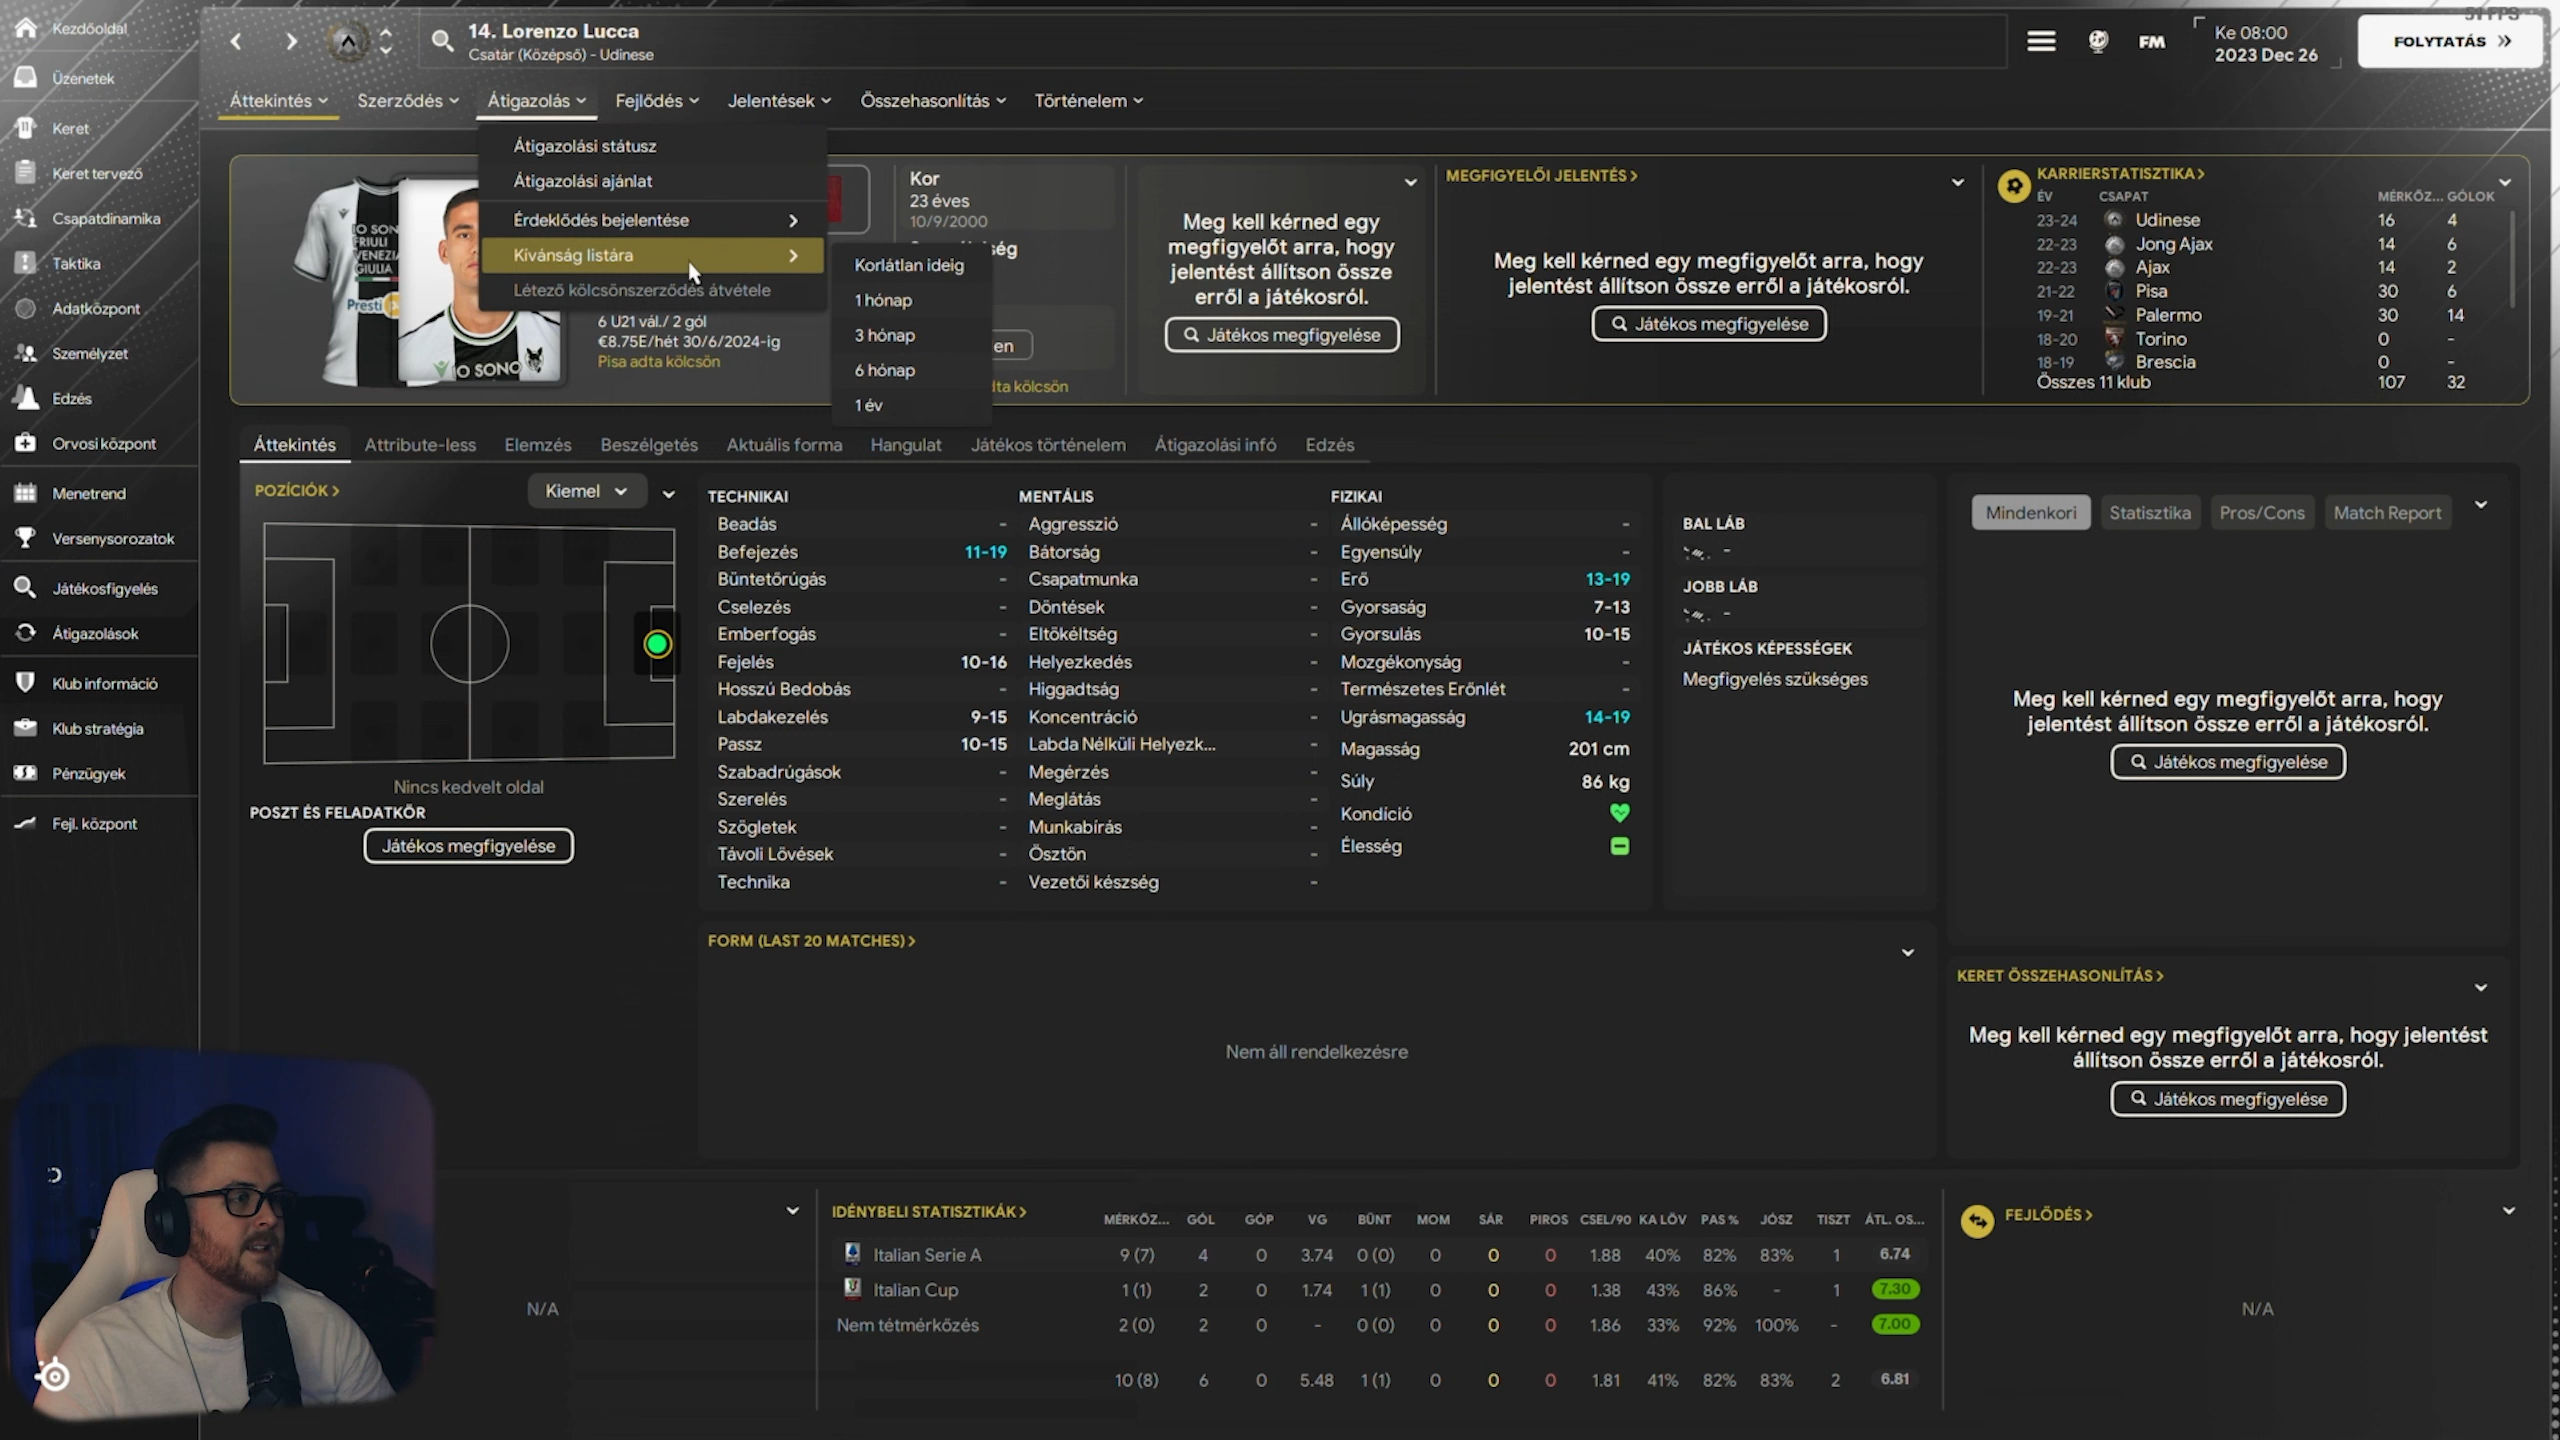 51 FPS
Kezdőoldal
Üzenetek
Keret
Keret tervező
Csapatdinamika
Taktika
Adatközpont
Személyzet
Edzés
Orvosi központ
Menetrend
Versenysorozatok
Játékosfigyelés
Átigazolások
Klub információ
Klub stratégia
Pénzügyek
Fejl. központ
14. Lorenzo Lucca
Csatár (Középső) - Udinese
FM
Ke 08:00
2023 Dec 26
FOLYTATÁS
Áttekintés
Szerződés
Átigazolás
Fejlődés
Jelentések
Összehasonlítás
Történelem
Átigazolási státusz
Átigazolási ajánlat
Érdeklődés bejelentése
Kívánság listára
Létező kölcsönszerződés átvétele
Korlátlan ideig
1 hónap
3 hónap
6 hónap
1 év
IO SONO
FRIULI
VENEZIA
GIULIA
Presti
IO SONO
6 U21 vál./ 2 gól
€8.75E/hét 30/6/2024-ig
Pisa adta kölcsön
Kor
23 éves
10/9/2000
ég
en
dta kölcsön
Meg kell kérned egy
megfigyelőt arra, hogy
jelentést állítson össze
erről a játékosról.
Játékos megfigyelése
MEGFIGYELŐI JELENTÉS
Meg kell kérned egy megfigyelőt arra, hogy
jelentést állítson össze erről a játékosról.
Játékos megfigyelése
KARRIERSTATISZTIKA
ÉV CSAPAT MÉRKŐZ... GÓLOK
23-24 Udinese 16 4
22-23 Jong Ajax 14 6
22-23 Ajax 14 2
21-22 Pisa 30 6
19-21 Palermo 30 14
18-20 Torino 0 -
18-19 Brescia 0 -
Összes 11 klub 107 32
Áttekintés
Attribute-less
Elemzés
Beszélgetés
Aktuális forma
Hangulat
Játékos történelem
Átigazolási infó
Edzés
POZÍCIÓK
Kiemel
Nincs kedvelt oldal
POSZT ÉS FELADATKÖR
Játékos megfigyelése
TECHNIKAI
Beadás -
Befejezés 11-19
Büntetőrúgás -
Cselezés -
Emberfogás -
Fejelés 10-16
Hosszú Bedobás -
Labdakezelés 9-15
Passz 10-15
Szabadrúgások -
Szerelés -
Szögletek -
Távoli Lövések -
Technika -
MENTÁLIS
Aggresszió -
Bátorság -
Csapatmunka -
Döntések -
Eltökéltség -
Helyezkedés -
Higgadtság -
Koncentráció -
Labda Nélküli Helyezk... -
Megérzés -
Meglátás -
Munkabírás -
Ösztön -
Vezetői készség -
FIZIKAI
Állóképesség -
Egyensúly -
Erő 13-19
Gyorsaság 7-13
Gyorsulás 10-15
Mozgékonyság -
Természetes Erőnlét -
Ugrásmagasság 14-19
Magasság 201 cm
Súly 86 kg
Kondíció
Élesség
BAL LÁB
-
JOBB LÁB
-
JÁTÉKOS KÉPESSÉGEK
Megfigyelés szükséges
Mindenkori
Statisztika
Pros/Cons
Match Report
Meg kell kérned egy megfigyelőt arra, hogy
jelentést állítson össze erről a játékosról.
Játékos megfigyelése
FORM (LAST 20 MATCHES)
Nem áll rendelkezésre
KERET ÖSSZEHASONLÍTÁS
Meg kell kérned egy megfigyelőt arra, hogy jelentést
állítson össze erről a játékosról.
Játékos megfigyelése
N/A
IDÉNYBELI STATISZTIKÁK
MÉRKŐZ... GÓL GÓP VG BÜNT MOM SÁR PIROS CSEL/90 KA LÖV PAS % JÓSZ TISZT ÁTL. OS...
Italian Serie A 9 (7) 4 0 3.74 0 (0) 0 0 0 1.88 40% 82% 83% 1 6.74
Italian Cup 1 (1) 2 0 1.74 1 (1) 0 0 0 1.38 43% 86% - 1 7.30
Nem tétmérkőzés 2 (0) 2 0 - 0 (0) 0 0 0 1.86 33% 92% 100% - 7.00
10 (8) 6 0 5.48 1 (1) 0 0 0 1.81 41% 82% 83% 2 6.81
FEJLŐDÉS
N/A